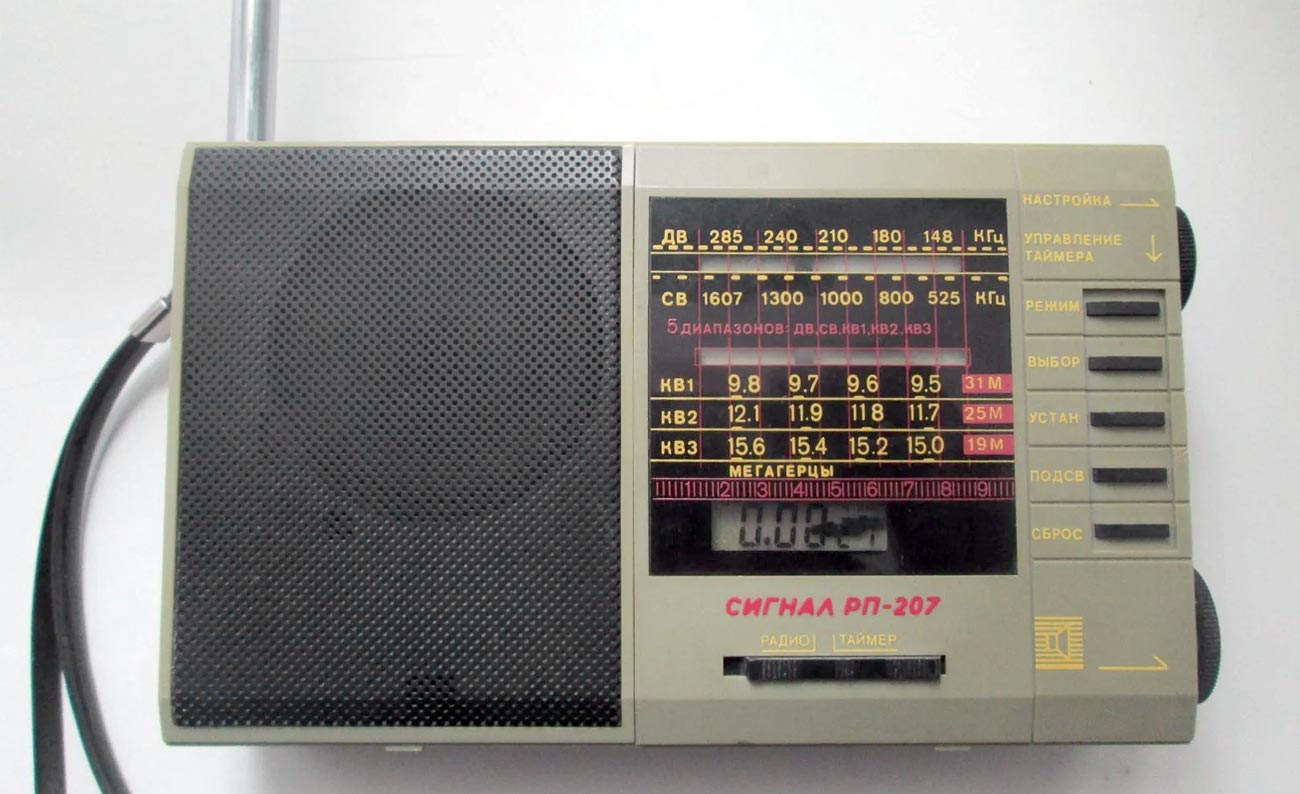 НАСТРОЙКА
ДВ 285 240 210 180 148 КГц
УПРАВЛЕНИЕ
ТАЙМЕРА
СВ 1607 1300 1000 800 525 КГц
РЕЖИМ
5 ДИАПАЗОНОВ: ДВ, СВ, КВ1, КВ2. КВ3
ВЫБОР
КВ1 9.8 9.7 9.6 9.5 31М
КВ2 12.1 11.9 11 8 11.7 25М
УСТАН
КВ3 15.6 15.4 15.2 15.0 19М
МЕГАГЕРЦЫ
ПОДСВ
1 2 3 4 5 6 7 8 9
СБРОС
СИГНАЛ РП-207
РАДИО ТАЙМЕР